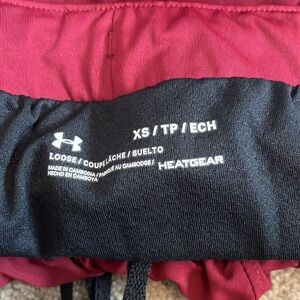 XS / TP / ECH
LOOSE / COUPE LÂCHE / SUELTO
MADE IN CAMBODIA / FABRIQUÉ AU CAMBODGE /
HECHO EN CAMBOYA
HEATGEAR